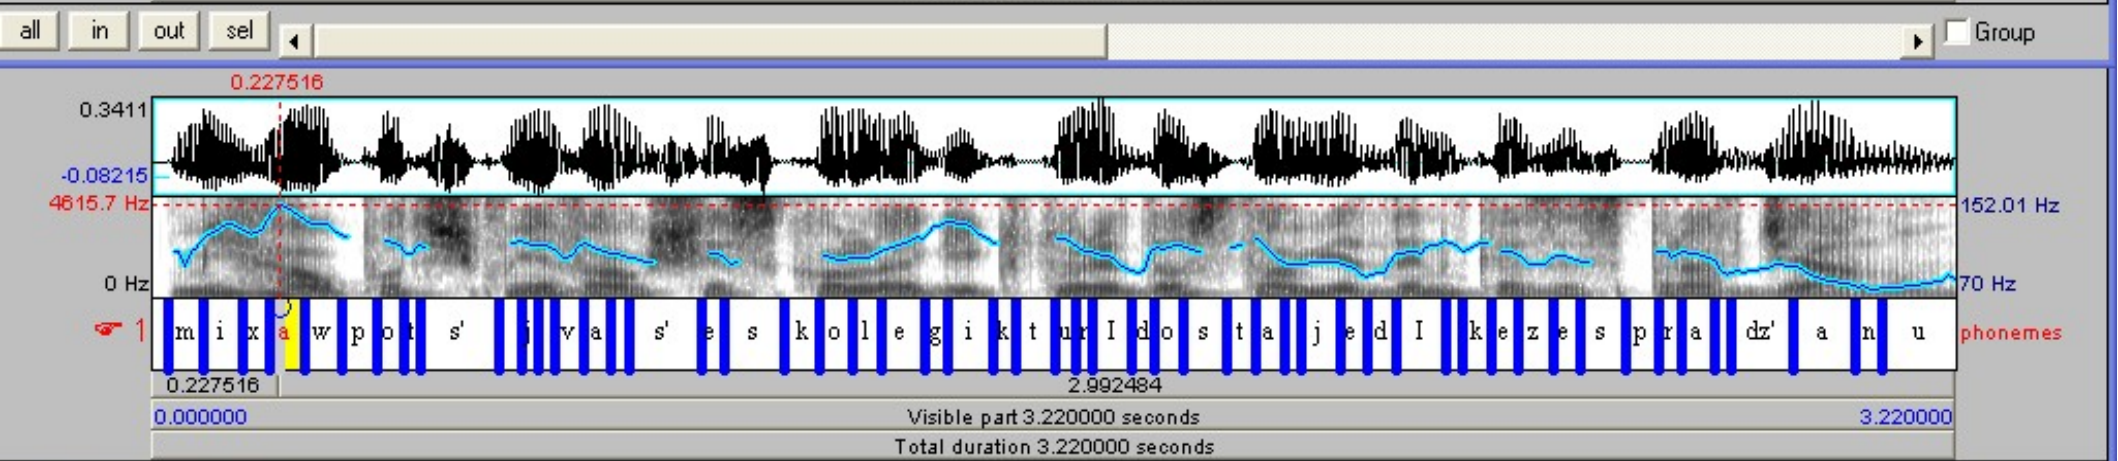 all in out sel Group
0.227516
0.3411
-0.08215
4615.7 Hz 152.01 Hz
0 Hz 70 Hz
1 m i x a w p o t s' j v a s' e s k o l e g i k t u r I d o s t a j e d I k e z e s p r a dz' a n u phonemes
0.227516 2.992484
0.000000 Visible part 3.220000 seconds 3.220000
Total duration 3.220000 seconds